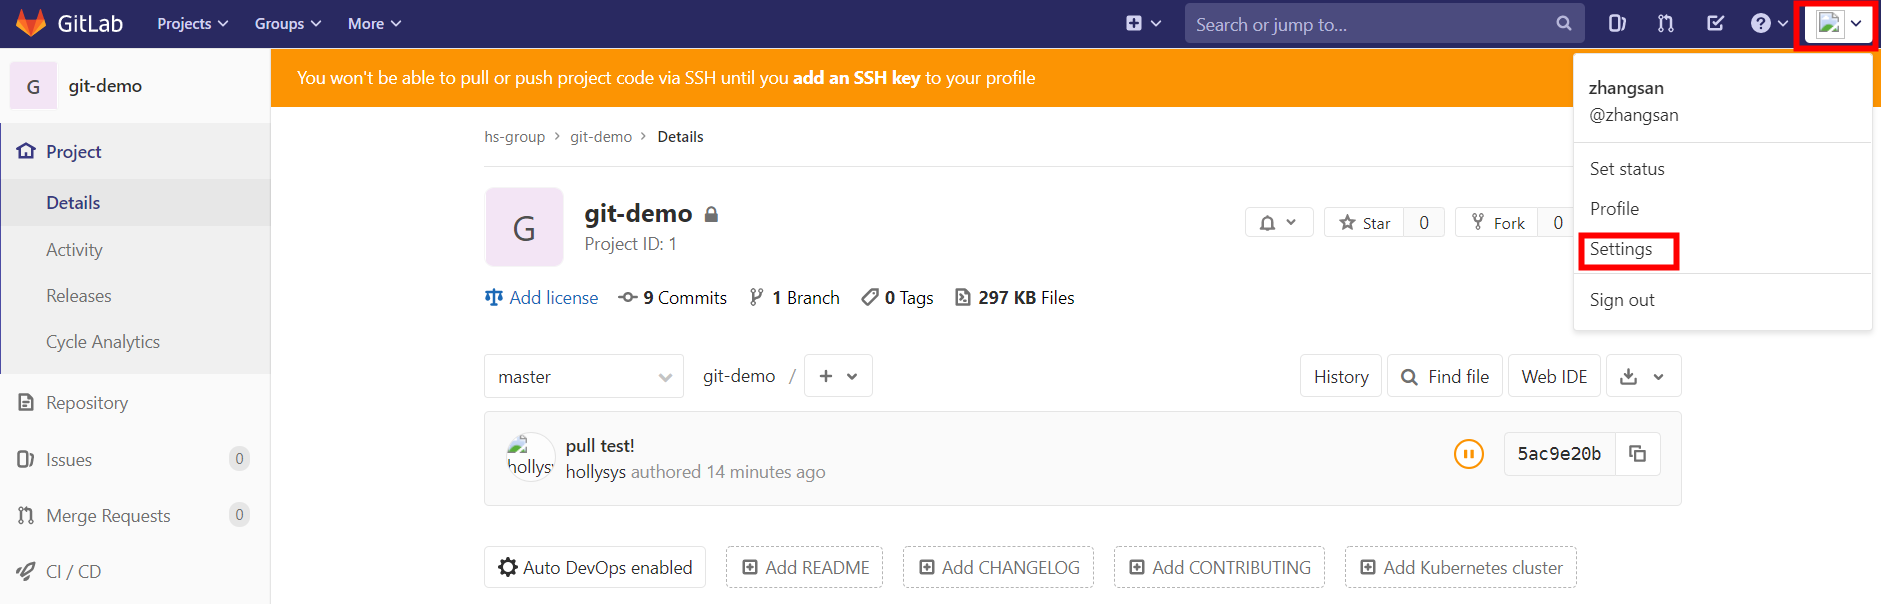 GitLab Projects Groups More Search or jump to...
G git-demo
You won't be able to pull or push project code via SSH until you add an SSH key to your profile
zhangsan
@zhangsan
Set status
Profile
Settings
Sign out
Project
Details
Activity
Releases
Cycle Analytics
Repository
Issues 0
Merge Requests 0
CI / CD
hs-group > git-demo > Details
G
git-demo
Project ID: 1
Star 0 Fork 0
Add license 9 Commits 1 Branch 0 Tags 297 KB Files
master git-demo / + History Find file Web IDE
hollysys
pull test!
hollysys authored 14 minutes ago
5ac9e20b
Auto DevOps enabled Add README Add CHANGELOG Add CONTRIBUTING Add Kubernetes cluster